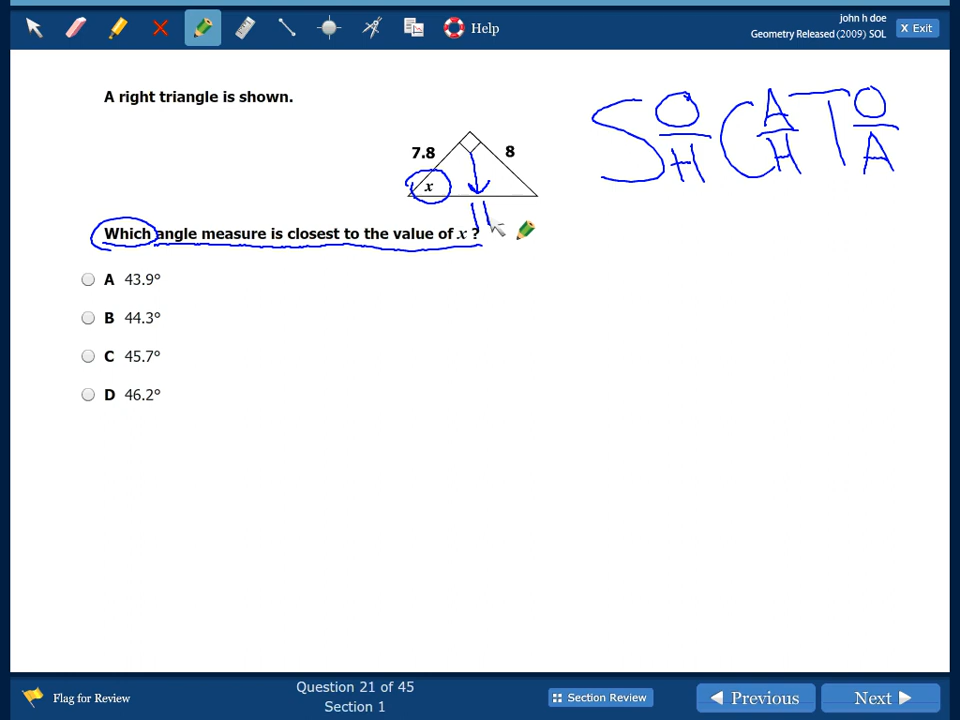 john h doe
Help
Geometry Released (2009) SOL
X Exit
A right triangle is shown.
S O H C A H T O A
7.8
8
x
H
Which angle measure is closest to the value of x ?
A 43.9°
B 44.3°
C 45.7°
D 46.2°
Flag for Review
Question 21 of 45
Section 1
Section Review
Previous
Next